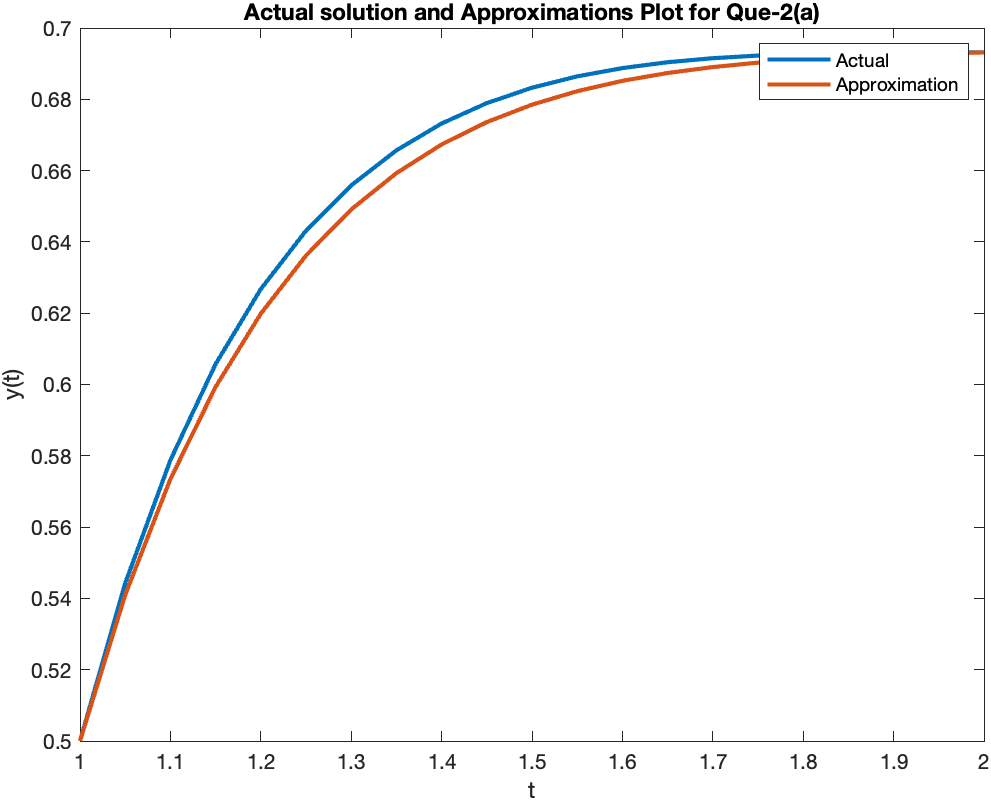 Actual solution and Approximations Plot for Que-2(a)
0.7
0.68
0.66
0.64
0.62
0.6
0.58
0.56
0.54
0.52
0.5
y(t)
Actual
Approximation
1 1.1 1.2 1.3 1.4 1.5 1.6 1.7 1.8 1.9 2
t